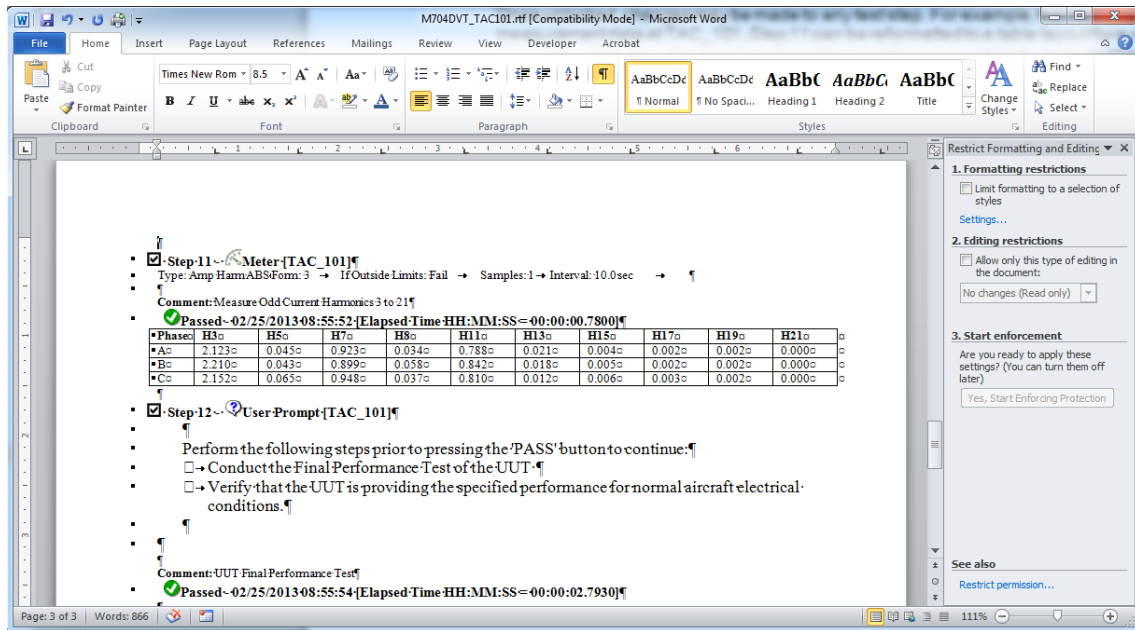 M704DVT_TAC101.rtf [Compatibility Mode] - Microsoft Word
File Home Insert Page Layout References Mailings Review View Developer Acrobat
Paste
Cut
Copy
Format Painter
Clipboard
Times New Rom 8.5
Font
Paragraph
AaBbCcDc AaBbCcDc AaBb( AaBbC AaBbC
¶ Normal ¶ No Spaci... Heading 1 Heading 2 Title
Change Styles
Styles
Find
Replace
Select
Editing
¶
Step·11·-·Meter·[TAC_101]¶
Type:·Amp·HarmABS·Form:·3 → If·Outside·Limits:·Fail → Samples:·1 → Interval:·10.0sec → ¶
¶
Comment:·Measure·Odd·Current·Harmonics·3·to·21¶
Passed·-·02/25/2013·08:55:52·[Elapsed·Time·HH:MM:SS·=·00:00:00.7800]¶
Phase¤ H3¤ H5¤ H7¤ H8¤ H11¤ H13¤ H15¤ H17¤ H19¤ H21¤ ¤
A¤ 2.123¤ 0.045¤ 0.923¤ 0.034¤ 0.788¤ 0.021¤ 0.004¤ 0.002¤ 0.002¤ 0.000¤ ¤
B¤ 2.210¤ 0.043¤ 0.899¤ 0.058¤ 0.842¤ 0.018¤ 0.005¤ 0.002¤ 0.002¤ 0.000¤ ¤
C¤ 2.152¤ 0.065¤ 0.948¤ 0.037¤ 0.810¤ 0.012¤ 0.006¤ 0.003¤ 0.002¤ 0.000¤ ¤
¶
Step·12·-·User·Prompt·[TAC_101]¶
¶
Perform·the·following·steps·prior·to·pressing·the·'PASS'·button·to·continue:¶
→ Conduct·the·Final·Performance·Test·of·the·UUT.¶
→ Verify·that·the·UUT·is·providing·the·specified·performance·for·normal·aircraft·electrical·
conditions.¶
¶
¶
¶
Comment:·UUT·Final·Performance·Test¶
Passed·-·02/25/2013·08:55:54·[Elapsed·Time·HH:MM:SS·=·00:00:02.7930]¶
Restrict Formatting and Editing
1. Formatting restrictions
Limit formatting to a selection of
styles
Settings...
2. Editing restrictions
Allow only this type of editing in
the document:
No changes (Read only)
3. Start enforcement
Are you ready to apply these
settings? (You can turn them off
later)
Yes, Start Enforcing Protection
See also
Restrict permission...
Page: 3 of 3 Words: 866 111%